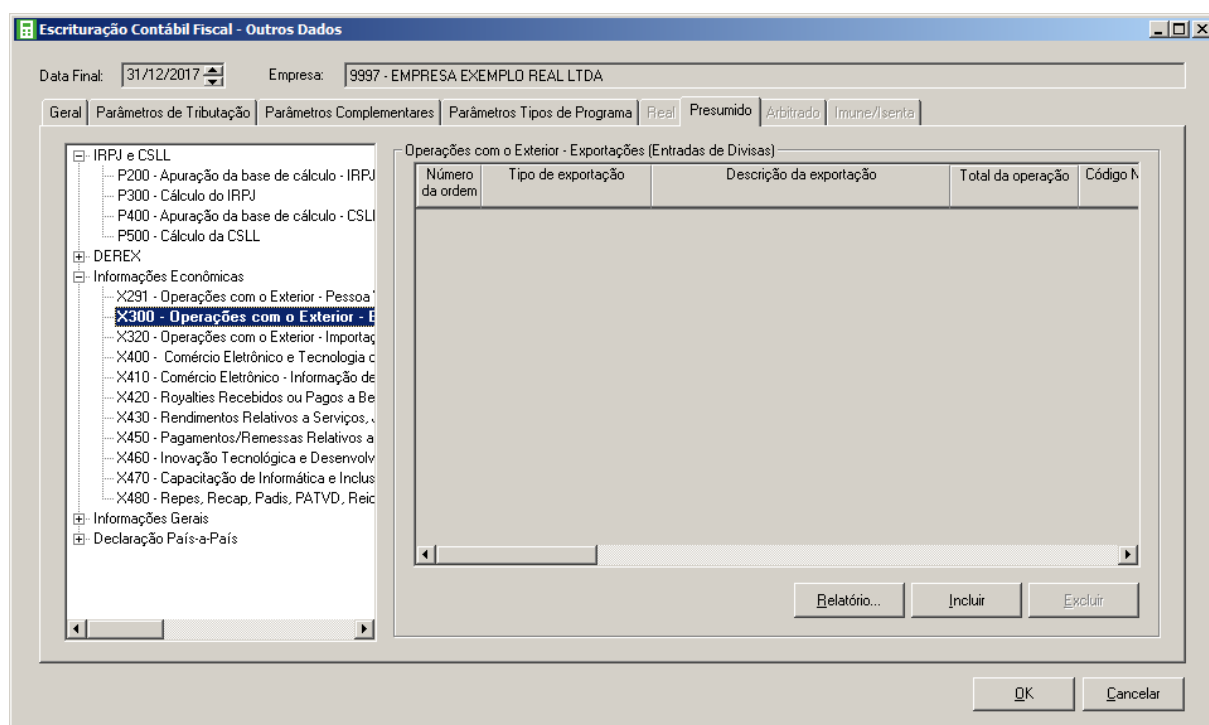 Escrituração Contábil Fiscal - Outros Dados
Data Final: 31/12/2017 Empresa: 9997 - EMPRESA EXEMPLO REAL LTDA
Geral Parâmetros de Tributação Parâmetros Complementares Parâmetros Tipos de Programa Real Presumido Arbitrado Imune/Isenta
IRPJ e CSLL
P200 - Apuração da base de cálculo - IRPJ
P300 - Cálculo do IRPJ
P400 - Apuração da base de cálculo - CSLL
P500 - Cálculo da CSLL
DEREX
Informações Econômicas
X291 - Operações com o Exterior - Pessoa
X300 - Operações com o Exterior - E
X320 - Operações com o Exterior - Importaç
X400 - Comércio Eletrônico e Tecnologia d
X410 - Comércio Eletrônico - Informação de
X420 - Royalties Recebidos ou Pagos a Be
X430 - Rendimentos Relativos a Serviços,
X450 - Pagamentos/Remessas Relativos a
X460 - Inovação Tecnológica e Desenvolv
X470 - Capacitação de Informática e Inclus
X480 - Repes, Recap, Padis, PATVD, Reid
Informações Gerais
Declaração País-a-País
Operações com o Exterior - Exportações (Entradas de Divisas)
Número da ordem Tipo de exportação Descrição da exportação Total da operação Código N
Relatório... Incluir Excluir
OK Cancelar